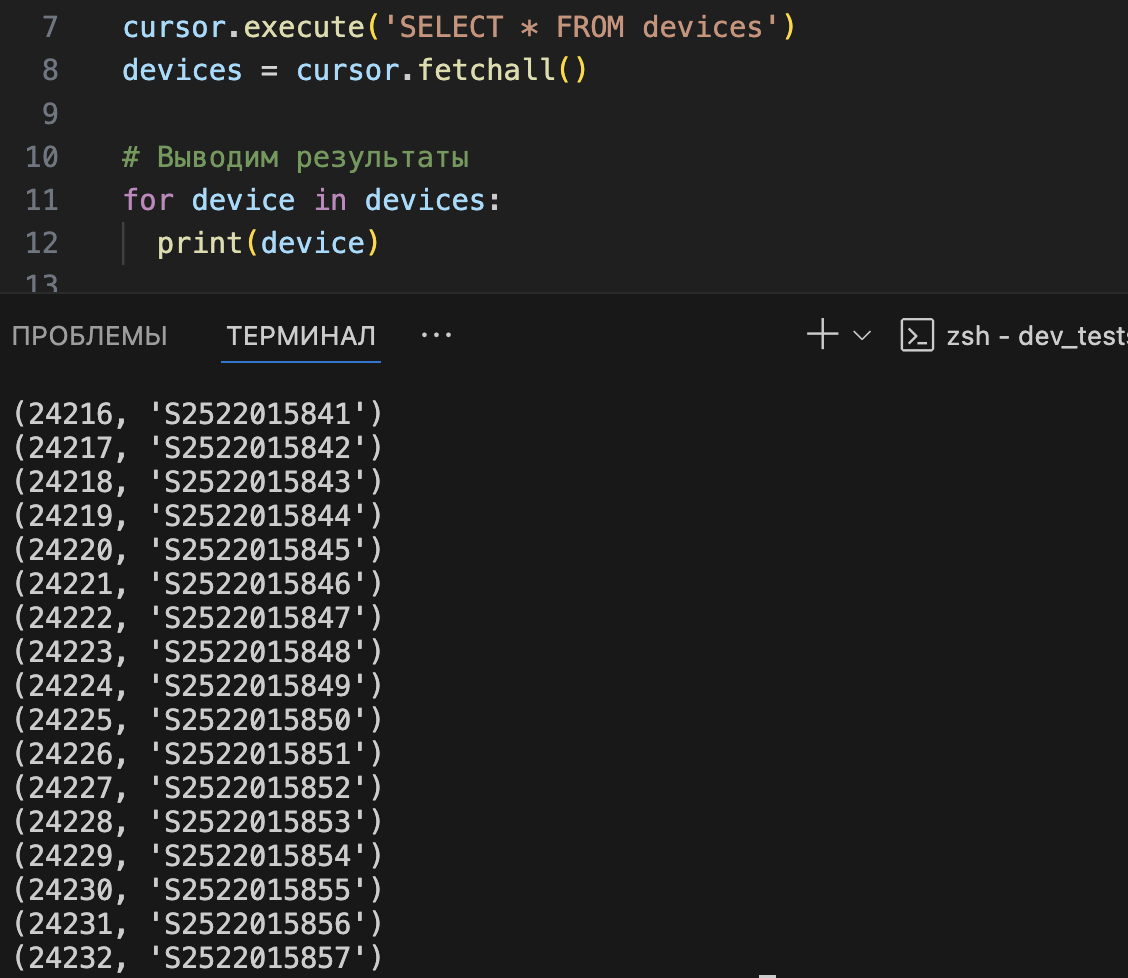 7 cursor.execute('SELECT * FROM devices')
8 devices = cursor.fetchall()
9
10 # Выводим результаты
11 for device in devices:
12 print(device)
13
ПРОБЛЕМЫ ТЕРМИНАЛ ... zsh - dev_tests
(24216, 'S2522015841')
(24217, 'S2522015842')
(24218, 'S2522015843')
(24219, 'S2522015844')
(24220, 'S2522015845')
(24221, 'S2522015846')
(24222, 'S2522015847')
(24223, 'S2522015848')
(24224, 'S2522015849')
(24225, 'S2522015850')
(24226, 'S2522015851')
(24227, 'S2522015852')
(24228, 'S2522015853')
(24229, 'S2522015854')
(24230, 'S2522015855')
(24231, 'S2522015856')
(24232, 'S2522015857')